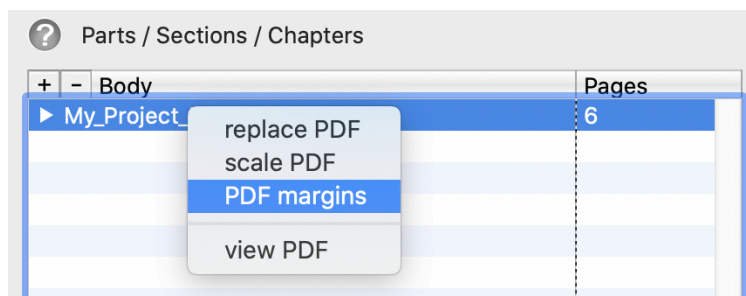 ? Parts / Sections / Chapters
+ - Body Pages
My_Project_ 6
replace PDF
scale PDF
PDF margins
view PDF